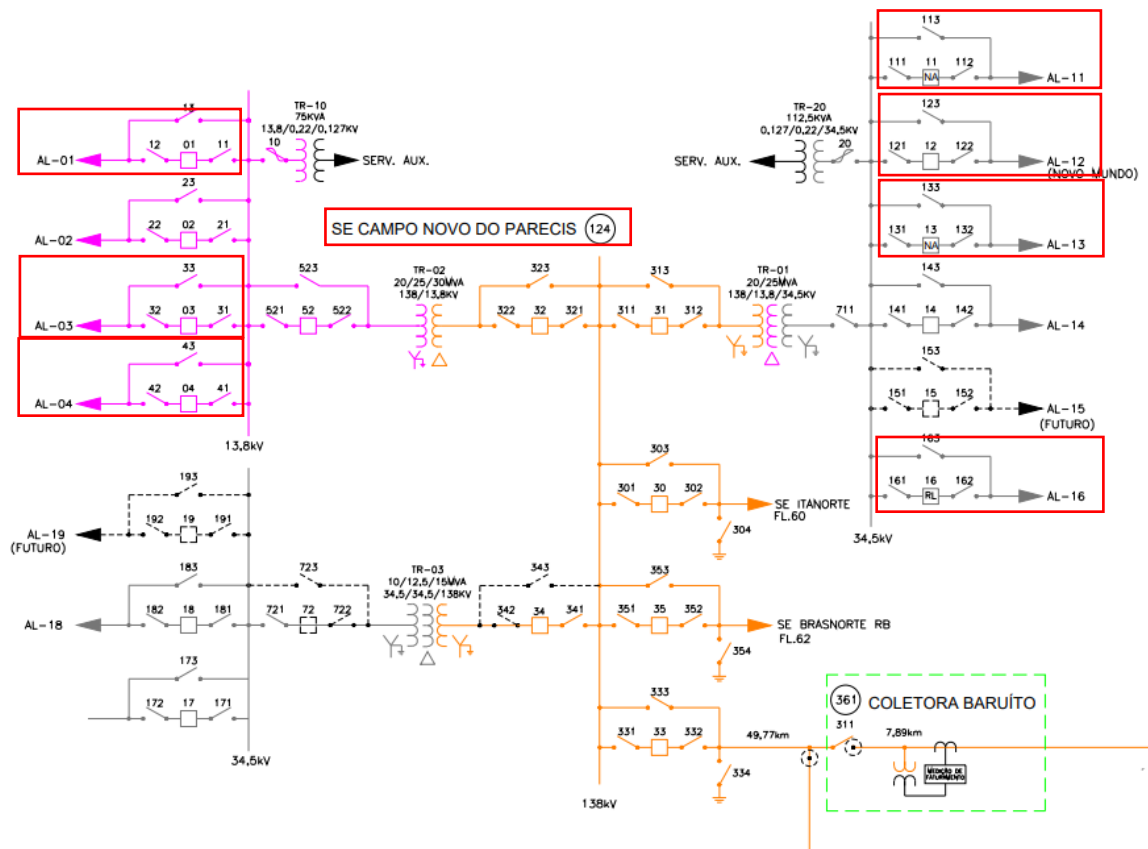 113
111 11 112
NA
AL-11
123
121 12 122
AL-12
(NOVO MUNDO)
133
131 13 132
NA
AL-13
143
141 14 142
AL-14
153
151 15 152
AL-15
(FUTURO)
163
161 16 162
RL
AL-16
34,5kV
TR-20
112,5KVA
0.127/0.22/34.5KV
20
SERV. AUX.
TR-10
75KVA
13,8/0,22/0,127KV
10
SERV. AUX.
13
12 01 11
AL-01
23
22 02 21
AL-02
33
32 03 31
AL-03
43
42 04 41
AL-04
13,8kV
SE CAMPO NOVO DO PARECIS 124
523
521 52 522
TR-02
20/25/30MVA
138/13,8KV
323
322 32 321
313
311 31 312
TR-01
20/25MVA
138/13,8/34,5KV
711
303
301 30 302
304
SE ITANORTE
FL.60
193
192 19 191
AL-19
(FUTURO)
183
182 18 181
AL-18
173
172 17 171
34,5kV
723
721 72 722
TR-03
10/12,5/15MVA
34,5/34,5/138KV
343
342 34 341
353
351 35 352
354
SE BRASNORTE RB
FL.62
333
331 33 332
334
138kV
49,77km
361 COLETORA BARUÍTO
311
7,89km
MEDIÇÃO DE
FATURAMENTO